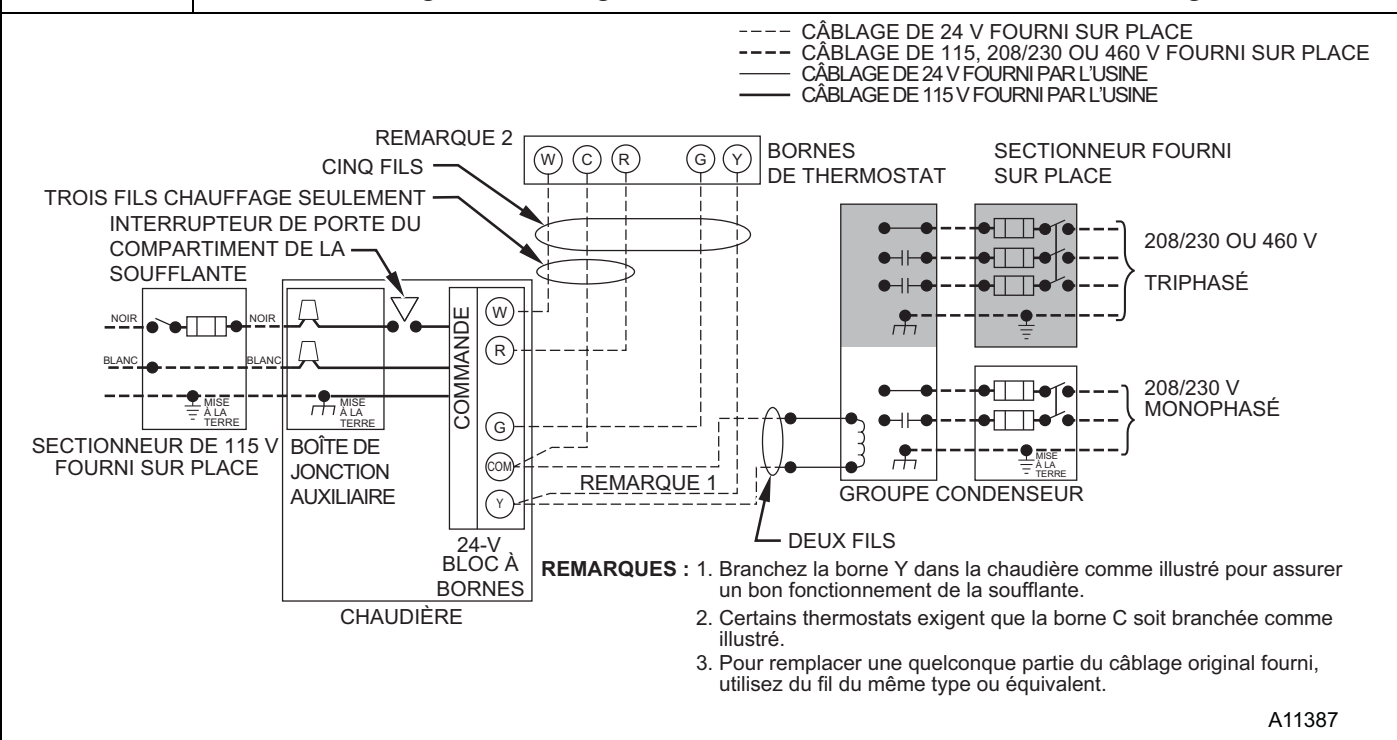 CÂBLAGE DE 24 V FOURNI SUR PLACE
CÂBLAGE DE 115, 208/230 OU 460 V FOURNI SUR PLACE
CÂBLAGE DE 24 V FOURNI PAR L'USINE
CÂBLAGE DE 115 V FOURNI PAR L'USINE
REMARQUE 2
CINQ FILS
TROIS FILS CHAUFFAGE SEULEMENT
INTERRUPTEUR DE PORTE DU
COMPARTIMENT DE LA
SOUFFLANTE
W C R G Y
BORNES
DE THERMOSTAT
SECTIONNEUR FOURNI
SUR PLACE
208/230 OU 460 V
TRIPHASÉ
NOIR
NOIR
BLANC
BLANC
MISE
À LA
TERRE
MISE
À LA
TERRE
COMMANDE
W
R
G
COM
Y
SECTIONNEUR DE 115 V
FOURNI SUR PLACE
BOÎTE DE
JONCTION
AUXILIAIRE
REMARQUE 1
208/230 V
MONOPHASÉ
MISE
À LA
TERRE
GROUPE CONDENSEUR
DEUX FILS
24-V
BLOC À
BORNES
CHAUDIÈRE
REMARQUES : 1. Branchez la borne Y dans la chaudière comme illustré pour assurer
un bon fonctionnement de la soufflante.
2. Certains thermostats exigent que la borne C soit branchée comme
illustré.
3. Pour remplacer une quelconque partie du câblage original fourni,
utilisez du fil du même type ou équivalent.
A11387